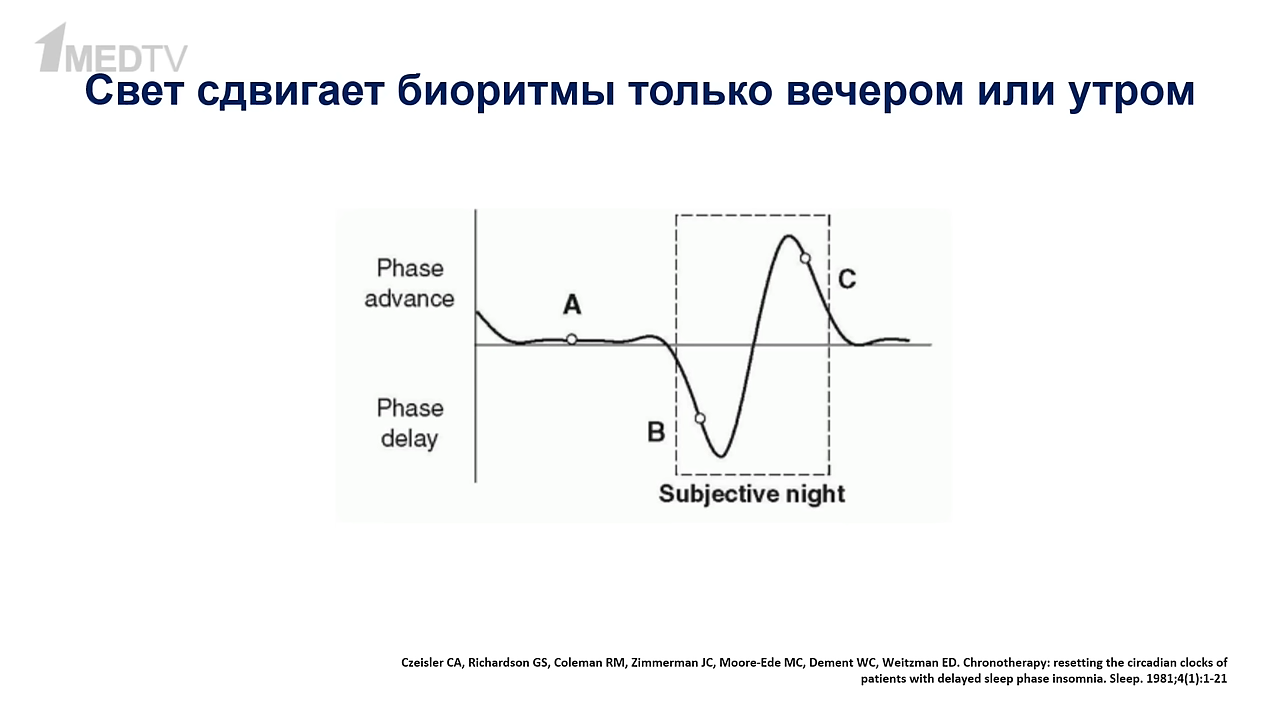 1MEDTV
Свет сдвигает биоритмы только вечером или утром
Phase
advance
A
C
Phase
delay
B
Subjective night
Czeisler CA, Richardson GS, Coleman RM, Zimmerman JC, Moore-Ede MC, Dement WC, Weitzman ED. Chronotherapy: resetting the circadian clocks of
patients with delayed sleep phase insomnia. Sleep. 1981;4(1):1-21